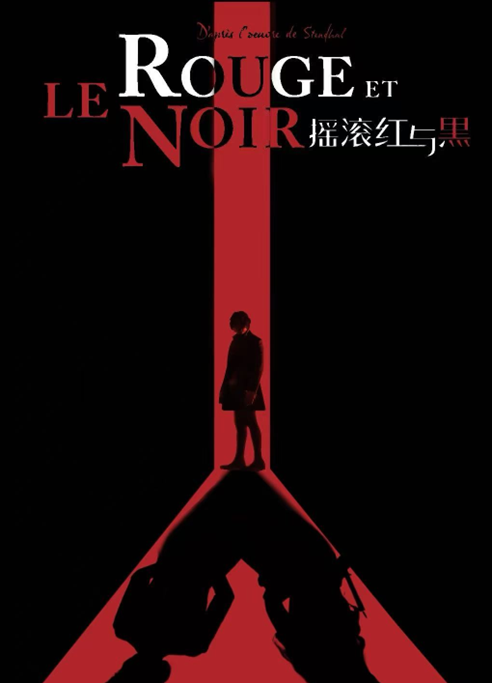 D'après l'oeuvre de Stendhal
LE ROUGE ET
NOIR 摇滚红与黑